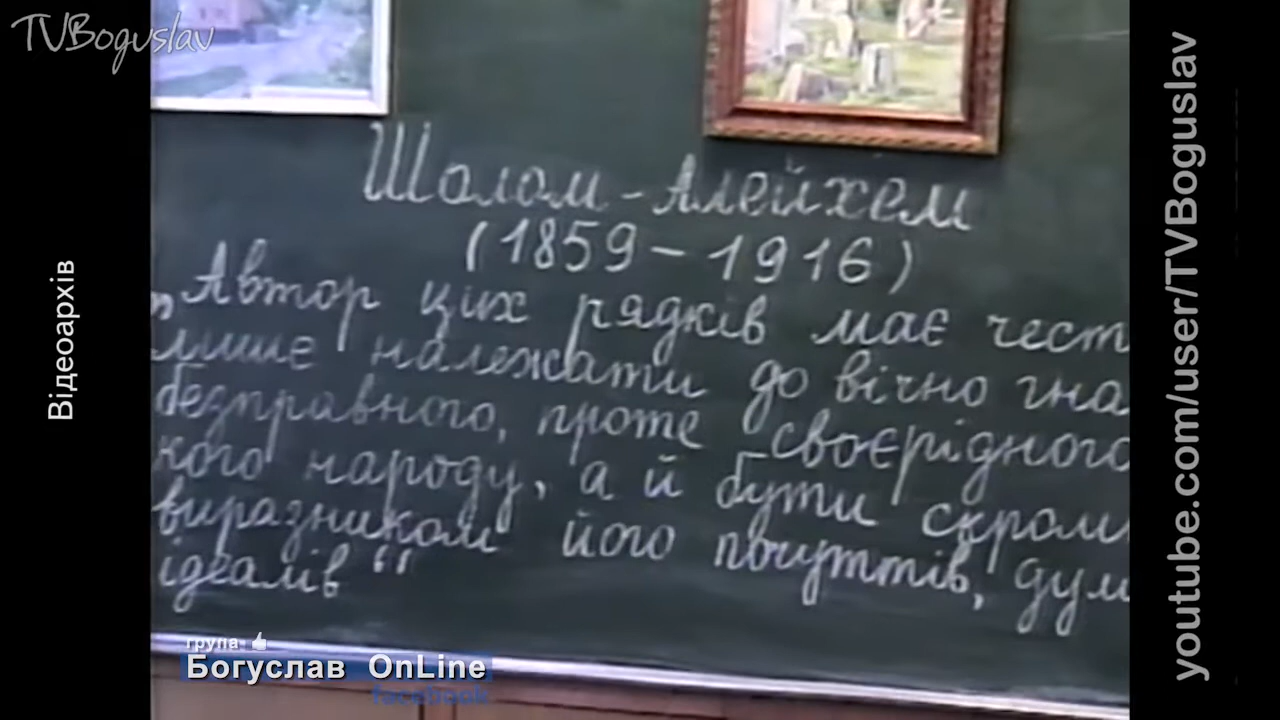 TVBoguslav
Відеоархів
Шолом-Алейхем
(1859-1916)
„Автор цих рядків має чест
лише належати до вічно гна
безправного, проте своєрідного
кого народу, а й бути скром
виразником його почуттів, дум
ідеалів“
група
Богуслав OnLine
facebook
youtube.com/user/TVBoguslav